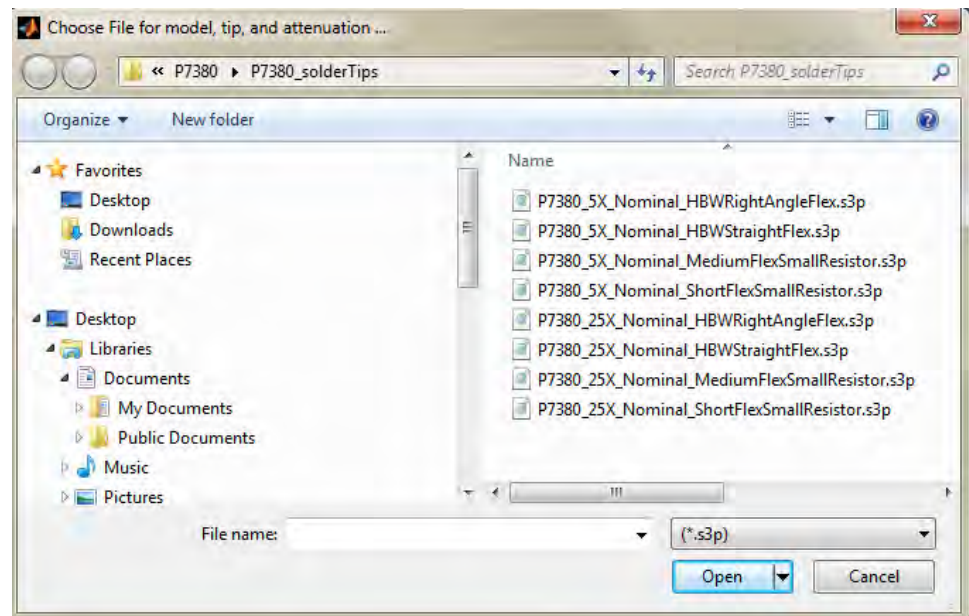 Choose File for model, tip, and attenuation ...
« P7380 ▸ P7380_solderTips
Search P7380_solderTips
Organize
New folder
Favorites
Desktop
Downloads
Recent Places
Desktop
Libraries
Documents
My Documents
Public Documents
Music
Pictures
Name
P7380_5X_Nominal_HBWRightAngleFlex.s3p
P7380_5X_Nominal_HBWStraightFlex.s3p
P7380_5X_Nominal_MediumFlexSmallResistor.s3p
P7380_5X_Nominal_ShortFlexSmallResistor.s3p
P7380_25X_Nominal_HBWRightAngleFlex.s3p
P7380_25X_Nominal_HBWStraightFlex.s3p
P7380_25X_Nominal_MediumFlexSmallResistor.s3p
P7380_25X_Nominal_ShortFlexSmallResistor.s3p
File name:
(*.s3p)
Open
Cancel